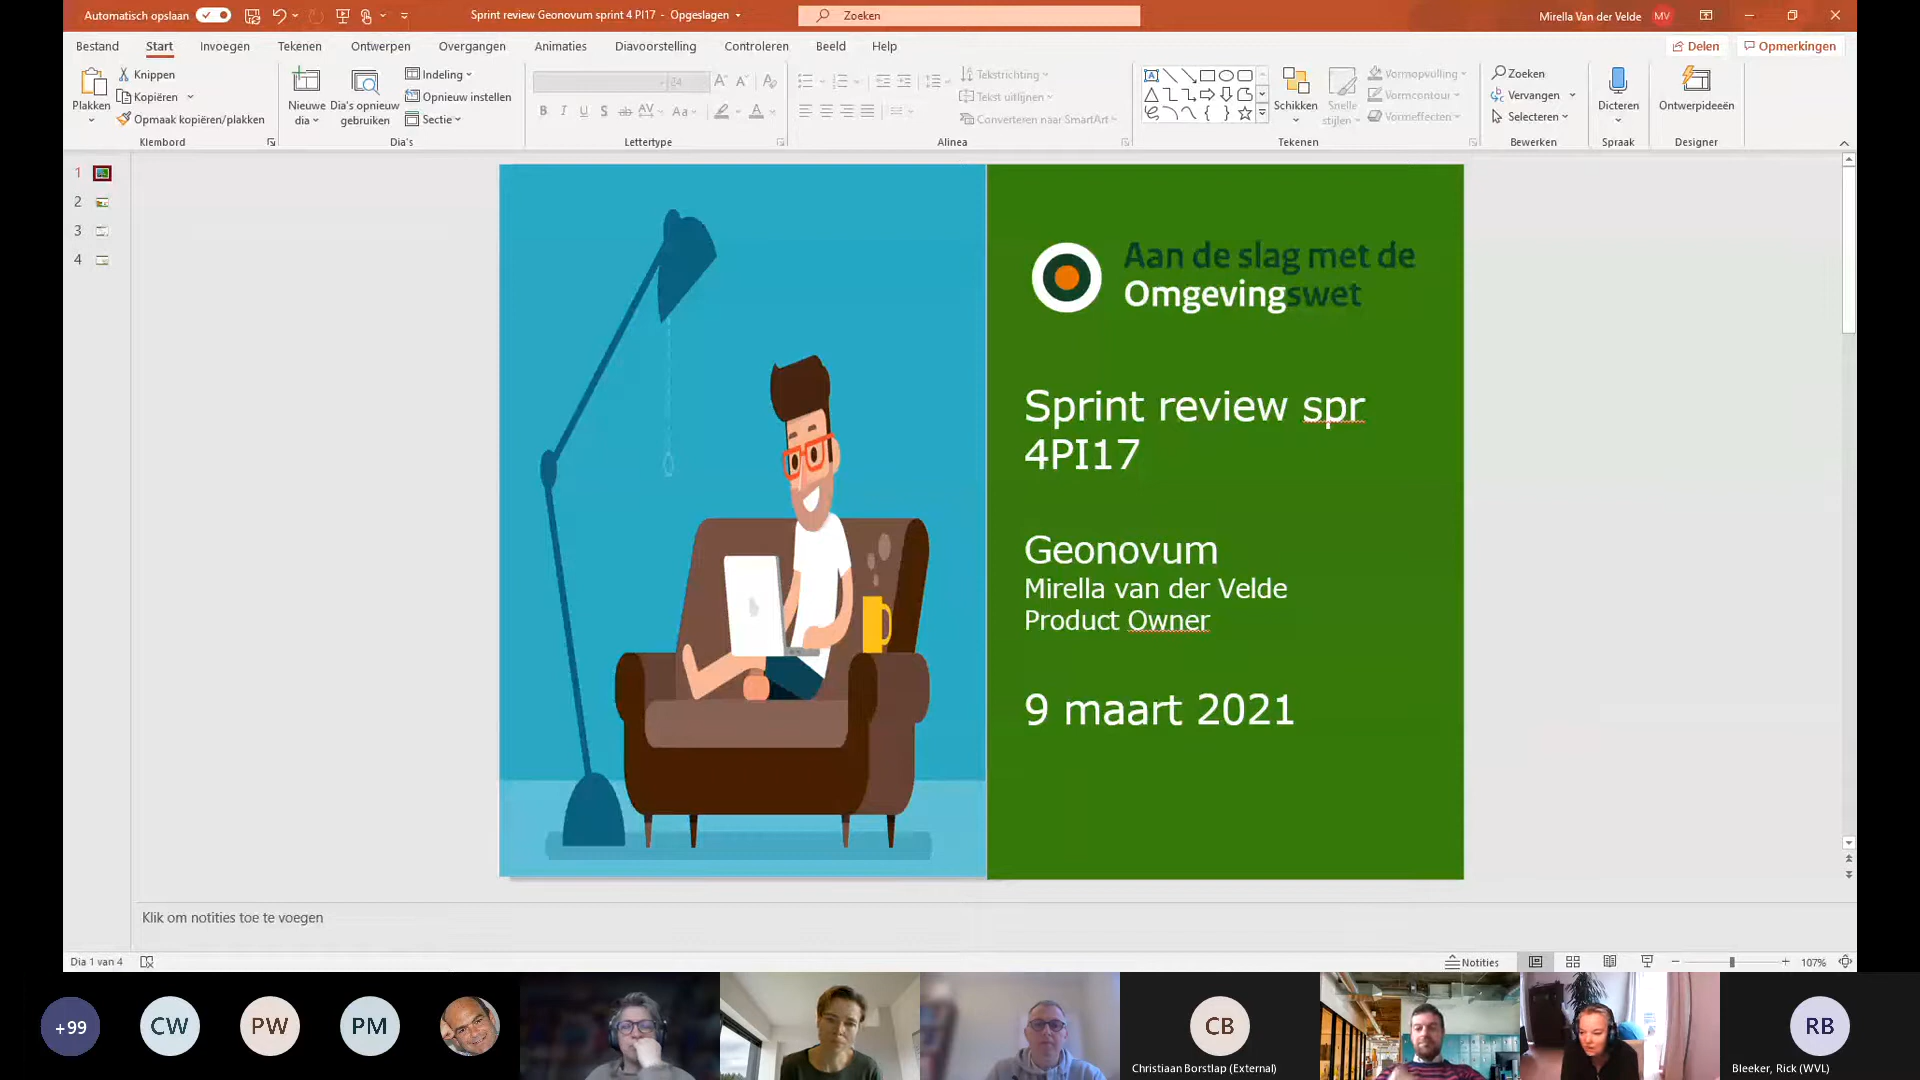 Automatisch opslaan
Sprint review Geonovum sprint 4 PI17 - Opgeslagen
Zoeken
Mirella Van der Velde
MV
Bestand
Start
Invoegen
Tekenen
Ontwerpen
Overgangen
Animaties
Diavoorstelling
Controleren
Beeld
Help
Delen
Opmerkingen
Plakken
Knippen
Kopiëren
Opmaak kopiëren/plakken
Klembord
Nieuwe
dia
Dia's opnieuw
gebruiken
Indeling
Opnieuw instellen
Sectie
Dia's
24
Lettertype
Tekstrichting
Tekst uitlijnen
Converteren naar SmartArt
Alinea
Schikken
Snelle
stijlen
Vormopvulling
Vormcontour
Vormeffecten
Tekenen
Zoeken
Vervangen
Selecteren
Bewerken
Dicteren
Spraak
Ontwerpideeën
Designer
1
2
3
4
Aan de slag met de
Omgevingswet
Sprint review spr
4PI17
Geonovum
Mirella van der Velde
Product Owner
9 maart 2021
Klik om notities toe te voegen
Dia 1 van 4
Notities
107%
+99
CW
PW
PM
CB
Christiaan Borstlap (External)
RB
Bleeker, Rick (WVL)